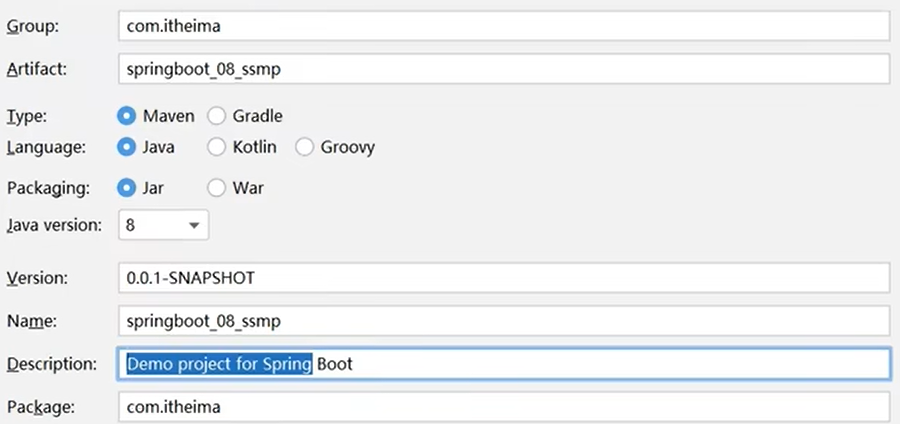 Group: com.itheima
Artifact: springboot_08_ssmp
Type: Maven Gradle
Language: Java Kotlin Groovy
Packaging: Jar War
Java version: 8
Version: 0.0.1-SNAPSHOT
Name: springboot_08_ssmp
Description: Demo project for Spring Boot
Package: com.itheima